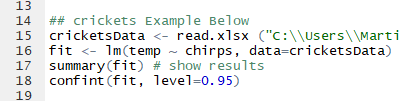 13
14 ## crickets Example Below
15 cricketsData <- read.xlsx ("C:\\Users\\Marti
16 fit <- lm(temp ~ chirps, data=cricketsData)
17 summary(fit) # show results
18 confint(fit, level=0.95)
19